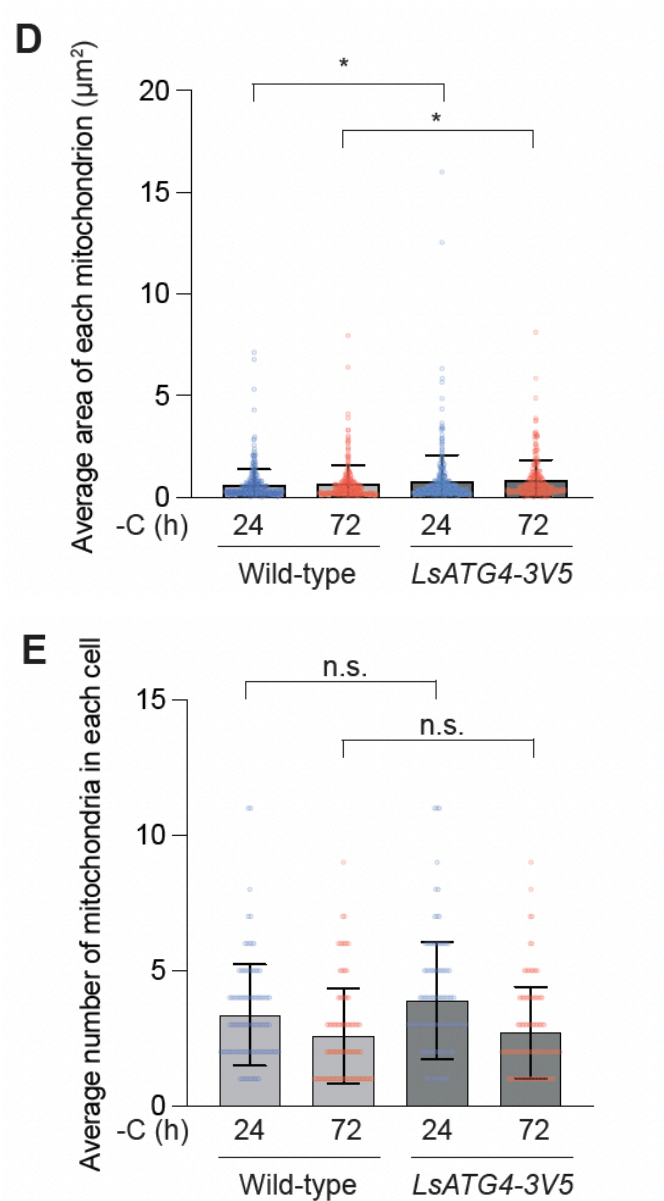 D
Average area of each mitochondrion (µm²)
*
*
20
15
10
5
0
-C (h) 24 72 24 72
Wild-type LsATG4-3V5
E
Average number of mitochondria in each cell
n.s.
n.s.
15
10
5
0
-C (h) 24 72 24 72
Wild-type LsATG4-3V5